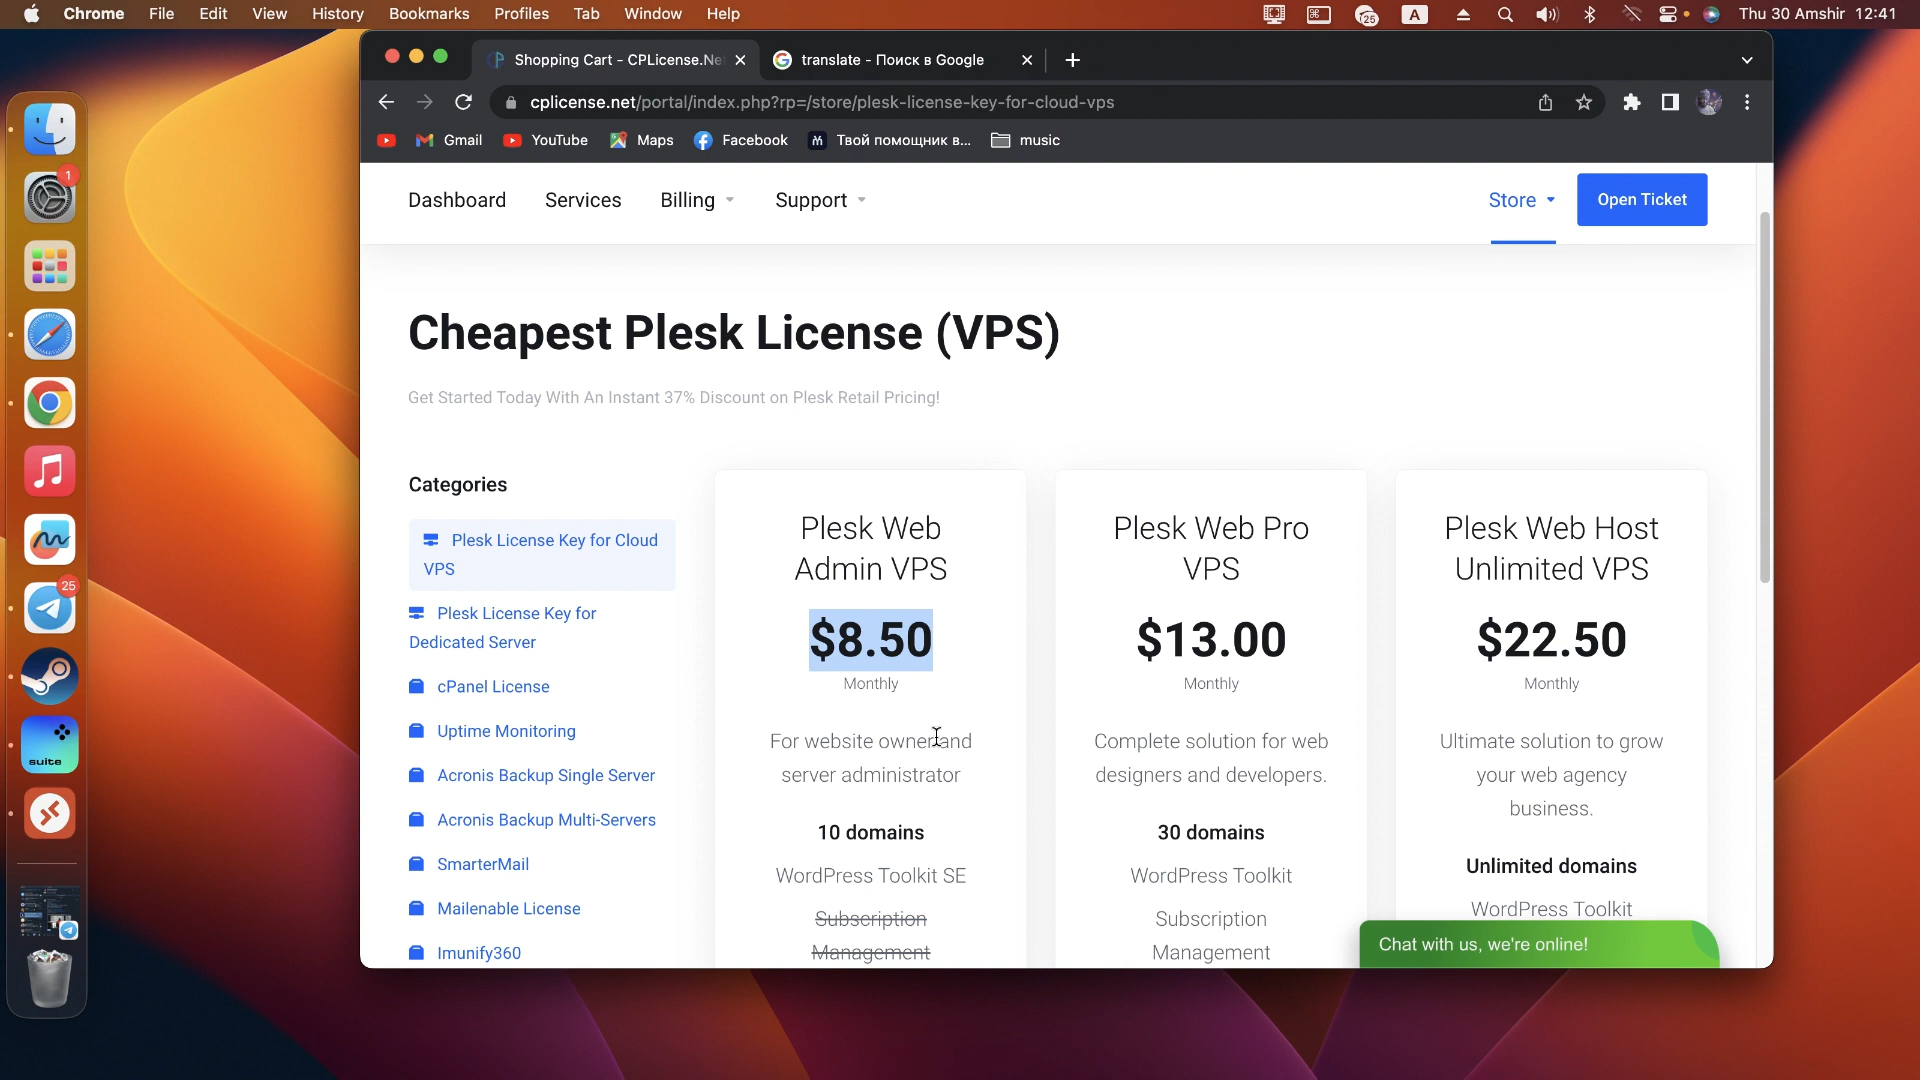 Chrome File Edit View History Bookmarks Profiles Tab Window Help
25 A Thu 30 Amshir 12:41
Shopping Cart - CPLicense.Ne
translate - Поиск в Google
cplicense.net/portal/index.php?rp=/store/plesk-license-key-for-cloud-vps
Gmail YouTube Maps Facebook Твой помощник в... music
Dashboard Services Billing Support Store Open Ticket
Cheapest Plesk License (VPS)
Get Started Today With An Instant 37% Discount on Plesk Retail Pricing!
Categories
Plesk License Key for Cloud
VPS
Plesk License Key for
Dedicated Server
cPanel License
Uptime Monitoring
Acronis Backup Single Server
Acronis Backup Multi-Servers
SmarterMail
Mailenable License
Imunify360
Plesk Web
Admin VPS
$8.50
Monthly
For website owner and
server administrator
10 domains
WordPress Toolkit SE
Subscription
Management
Plesk Web Pro
VPS
$13.00
Monthly
Complete solution for web
designers and developers.
30 domains
WordPress Toolkit
Subscription
Management
Plesk Web Host
Unlimited VPS
$22.50
Monthly
Ultimate solution to grow
your web agency
business.
Unlimited domains
WordPress Toolkit
Chat with us, we're online!
1
25
suite